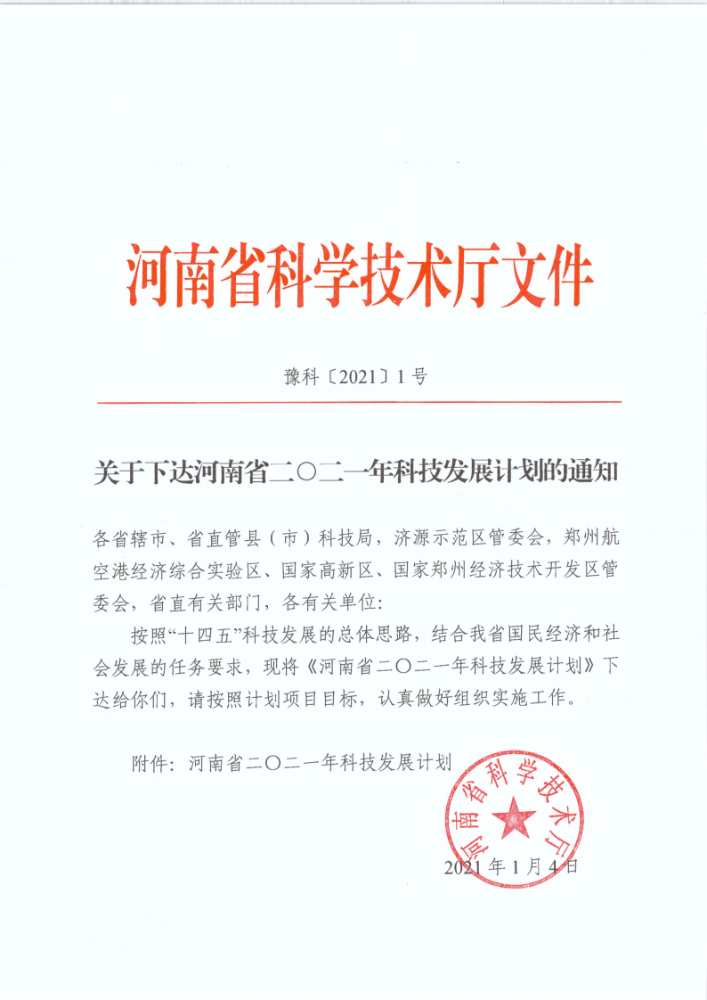 河南省科学技术厅文件
豫科〔2021〕1号
关于下达河南省二〇二一年科技发展计划的通知
各省辖市、省直管县（市）科技局，济源示范区管委会，郑州航
空港经济综合实验区、国家高新区、国家郑州经济技术开发区管
委会，省直有关部门，各有关单位：
按照“十四五”科技发展的总体思路，结合我省国民经济和社
会发展的任务要求，现将《河南省二〇二一年科技发展计划》下
达给你们，请按照计划项目目标，认真做好组织实施工作。
附件：河南省二〇二一年科技发展计划
河南省科学技术厅
2021年1月4日